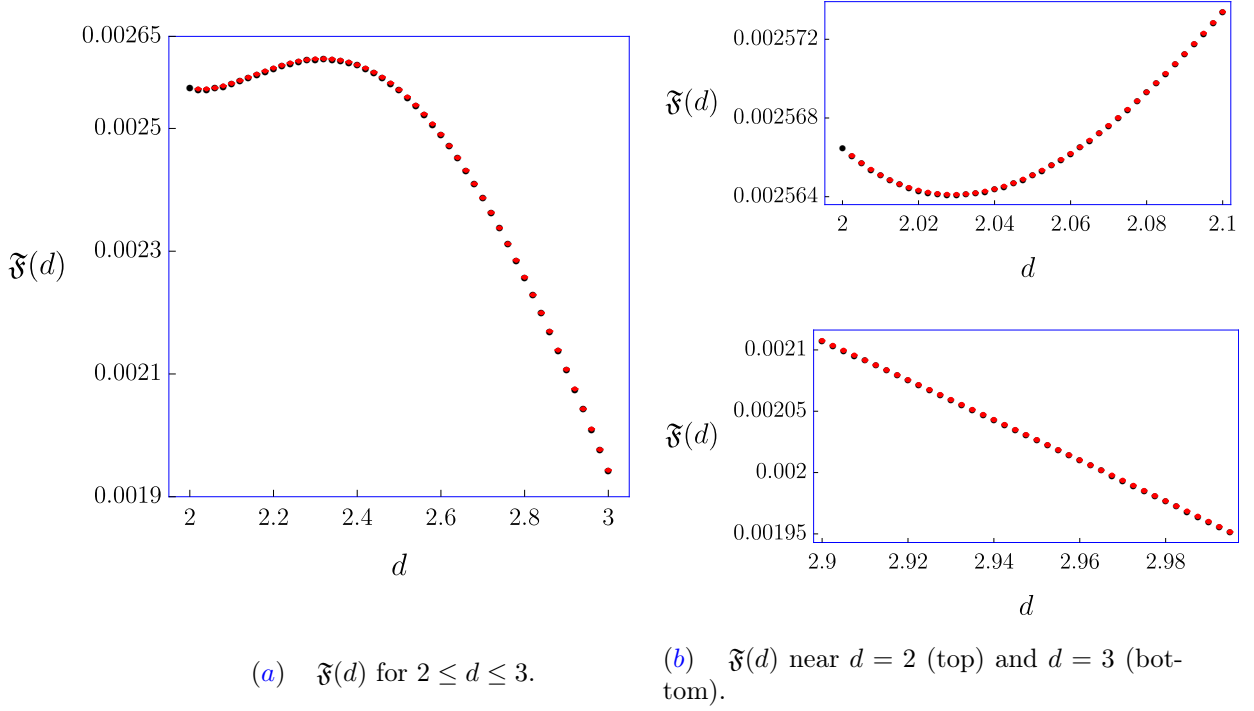 0.00265
0.0025
0.0023
0.0021
0.0019
𝔉(d)
2 2.2 2.4 2.6 2.8 3
d
0.002572
0.002568
0.002564
𝔉(d)
2 2.02 2.04 2.06 2.08 2.1
d
0.0021
0.00205
0.002
0.00195
𝔉(d)
2.9 2.92 2.94 2.96 2.98
d
(a) 𝔉(d) for 2 ≤ d ≤ 3.
(b) 𝔉(d) near d = 2 (top) and d = 3 (bot-
tom).